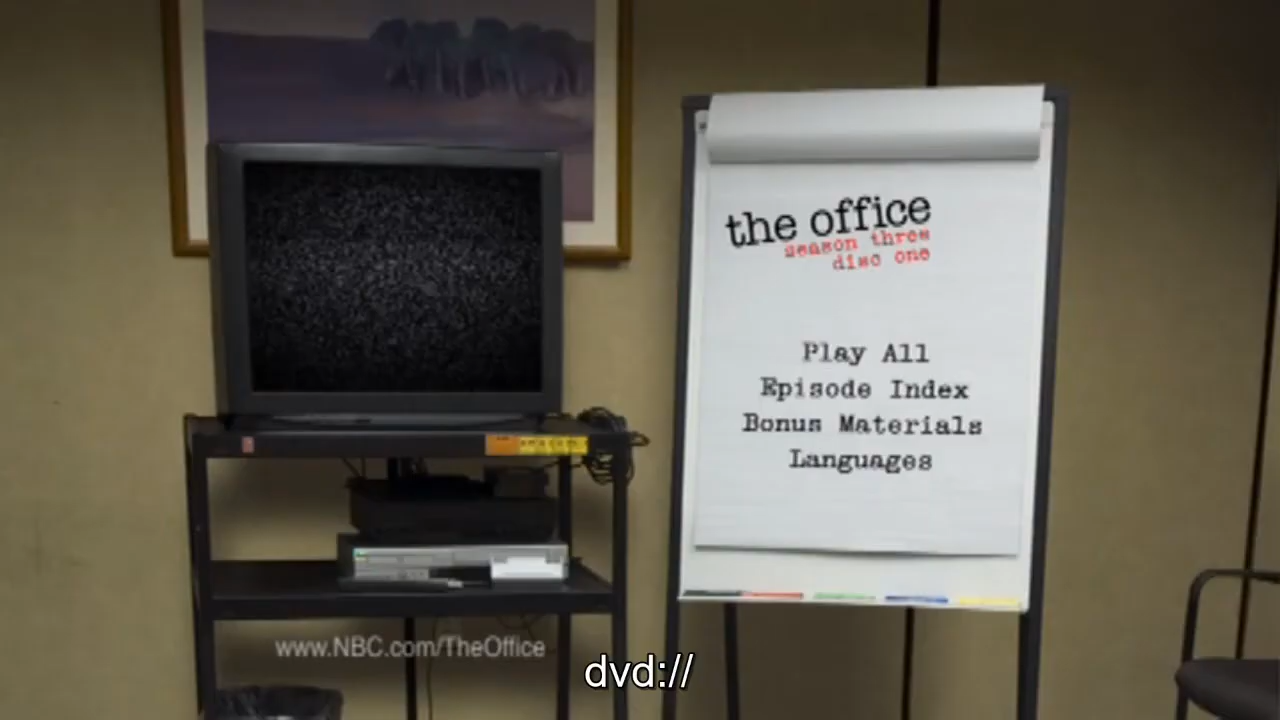 the office
season three
disc one
Play All
Episode Index
Bonus Materials
Languages
www.NBC.com/TheOffice
dvd://